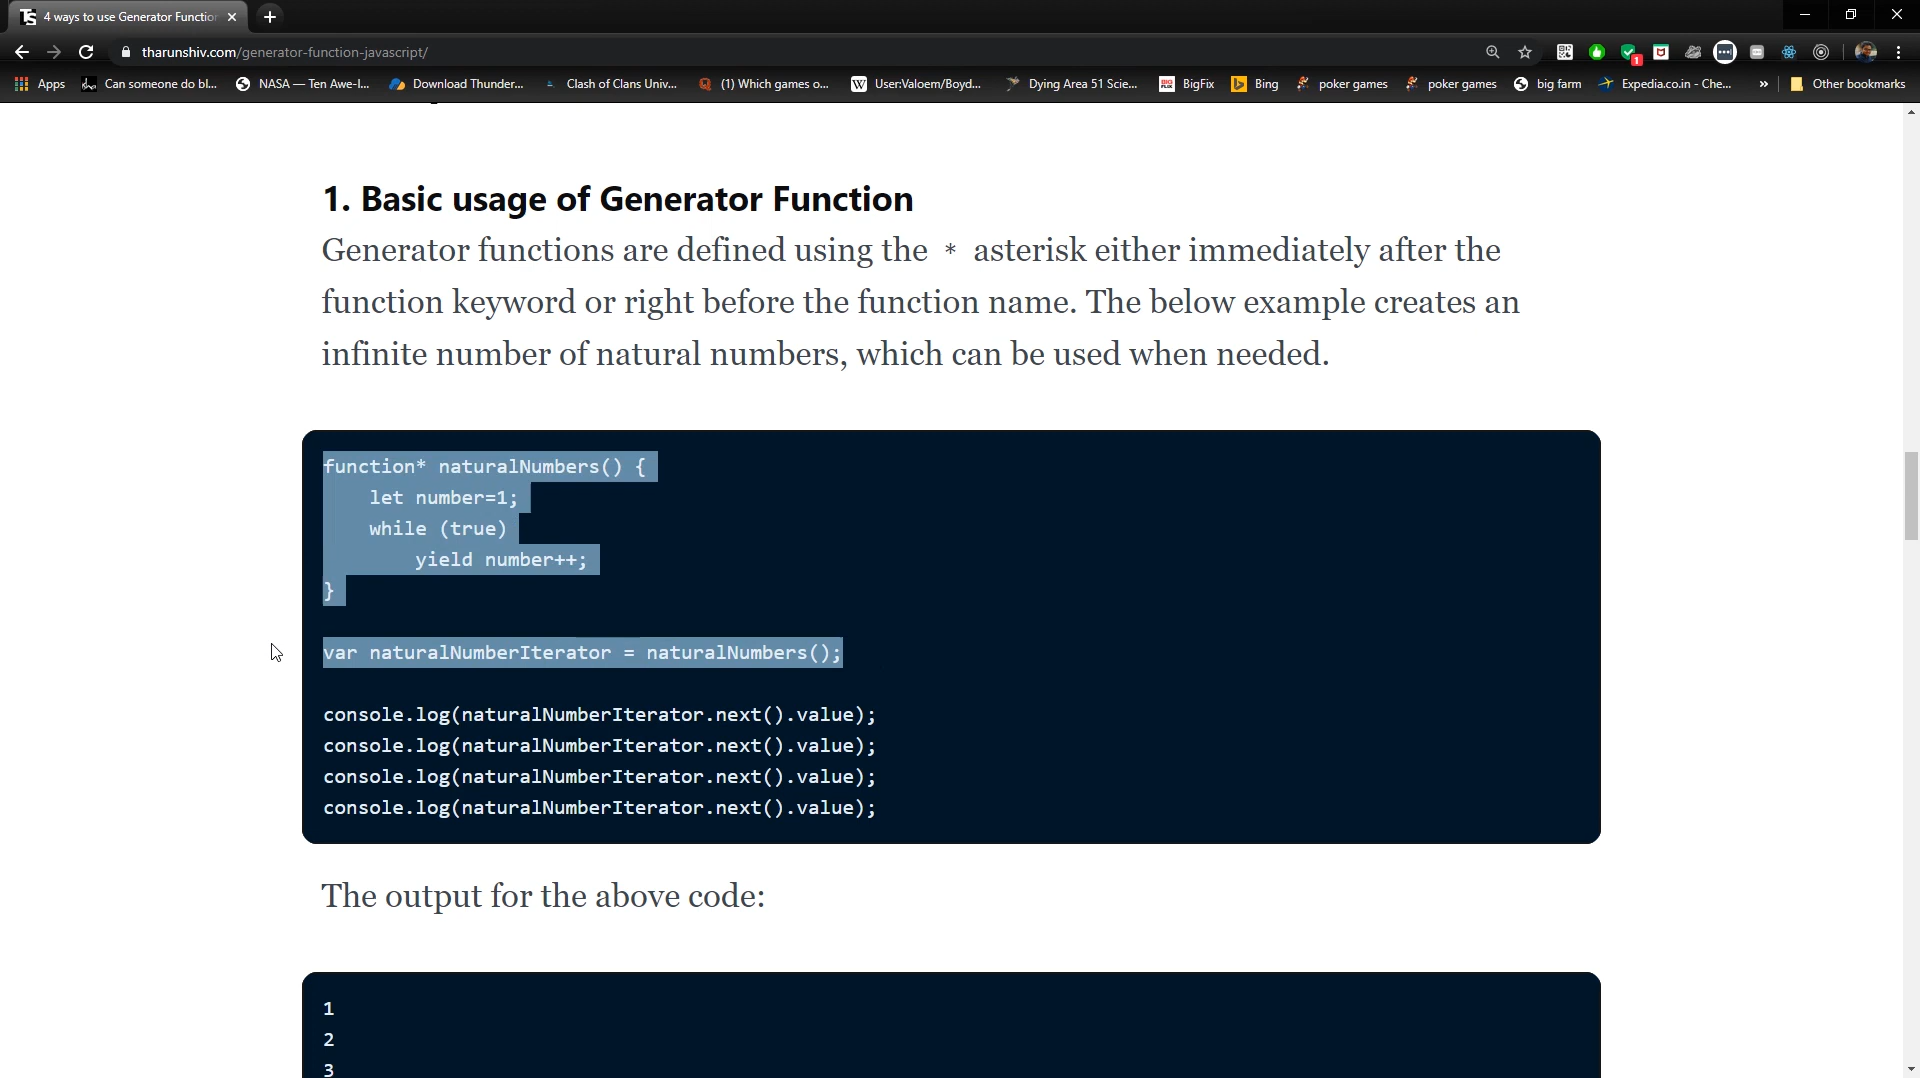 4 ways to use Generator Function
tharunshiv.com/generator-function-javascript/
1
Apps
Can someone do bl...
NASA — Ten Awe-I...
Download Thunder...
Clash of Clans Univ...
(1) Which games o...
User:Valoem/Boyd...
Dying Area 51 Scie...
BigFix
Bing
poker games
poker games
big farm
Expedia.co.in - Che...
»
Other bookmarks
1. Basic usage of Generator Function
Generator functions are defined using the * asterisk either immediately after the
function keyword or right before the function name. The below example creates an
infinite number of natural numbers, which can be used when needed.
function* naturalNumbers() {
    let number=1;
    while (true)
        yield number++;
}
var naturalNumberIterator = naturalNumbers();
console.log(naturalNumberIterator.next().value);
console.log(naturalNumberIterator.next().value);
console.log(naturalNumberIterator.next().value);
console.log(naturalNumberIterator.next().value);
The output for the above code:
1
2
3